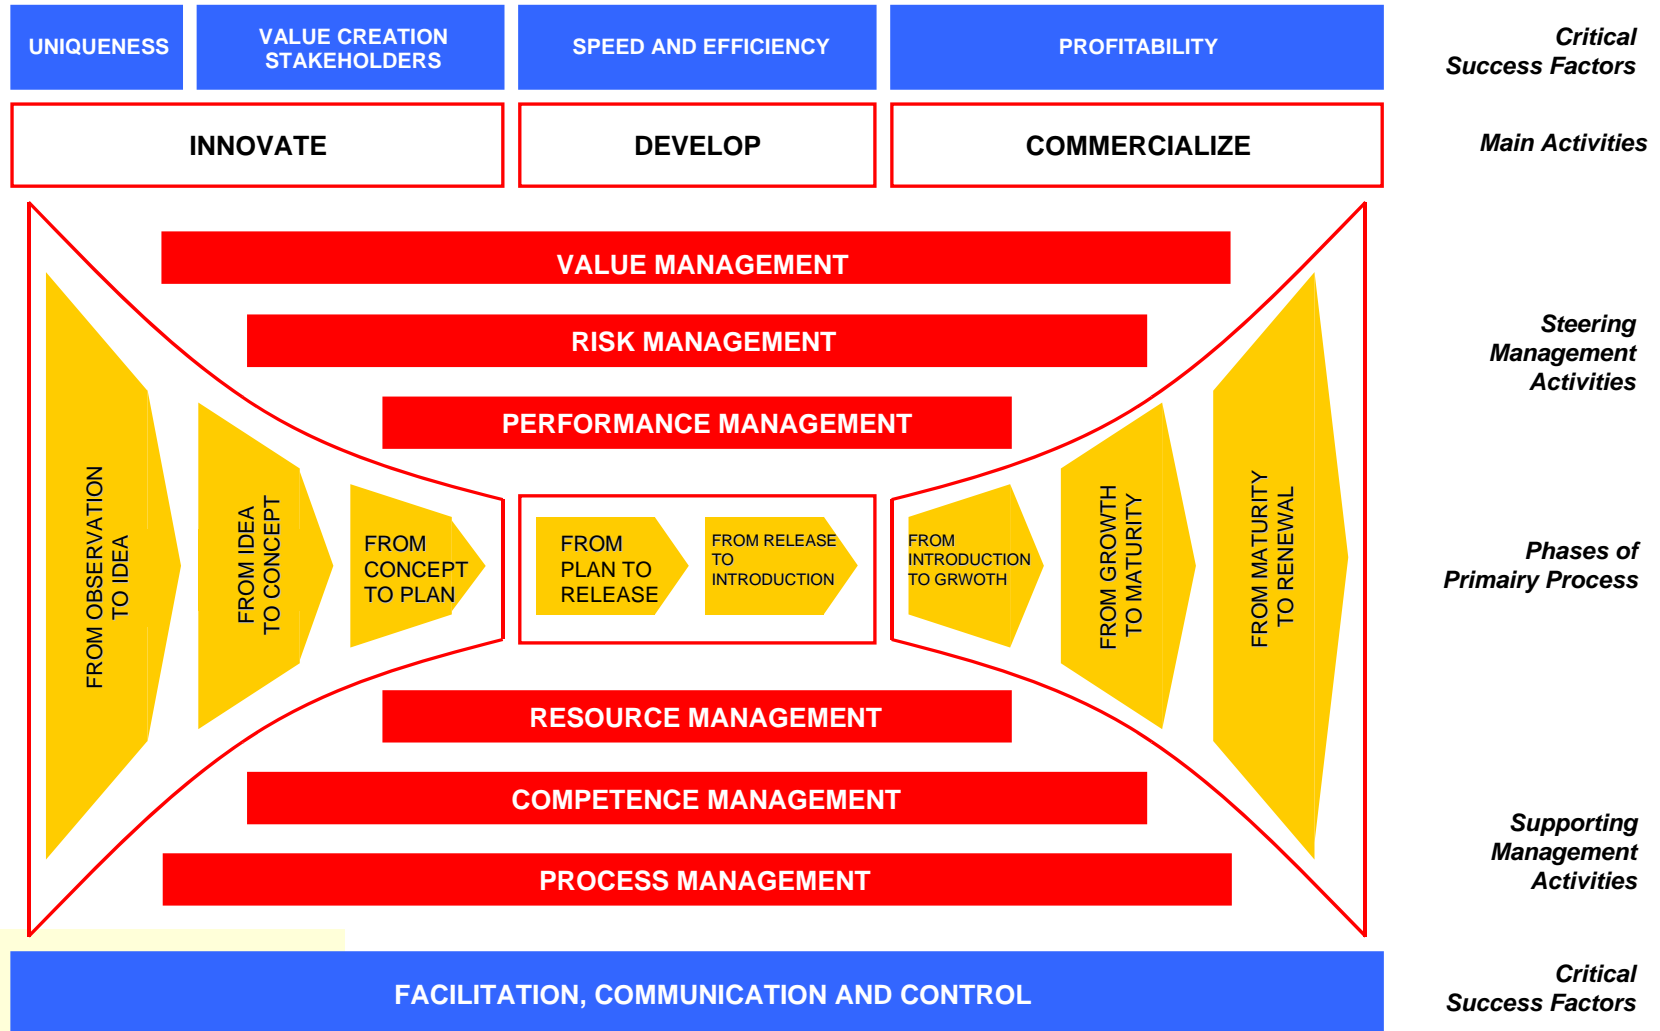 UNIQUENESS
VALUE CREATION
STAKEHOLDERS
SPEED AND EFFICIENCY
PROFITABILITY
Critical
Success Factors
INNOVATE
DEVELOP
COMMERCIALIZE
Main Activities
VALUE MANAGEMENT
RISK MANAGEMENT
PERFORMANCE MANAGEMENT
Steering
Management
Activities
FROM OBSERVATION
TO IDEA
FROM IDEA
TO CONCEPT
FROM
CONCEPT
TO PLAN
FROM
PLAN TO
RELEASE
FROM RELEASE
TO
INTRODUCTION
FROM
INTRODUCTION
TO GRWOTH
FROM GROWTH
TO MATURITY
FROM MATURITY
TO RENEWAL
Phases of
Primairy Process
RESOURCE MANAGEMENT
COMPETENCE MANAGEMENT
PROCESS MANAGEMENT
Supporting
Management
Activities
FACILITATION, COMMUNICATION AND CONTROL
Critical
Success Factors